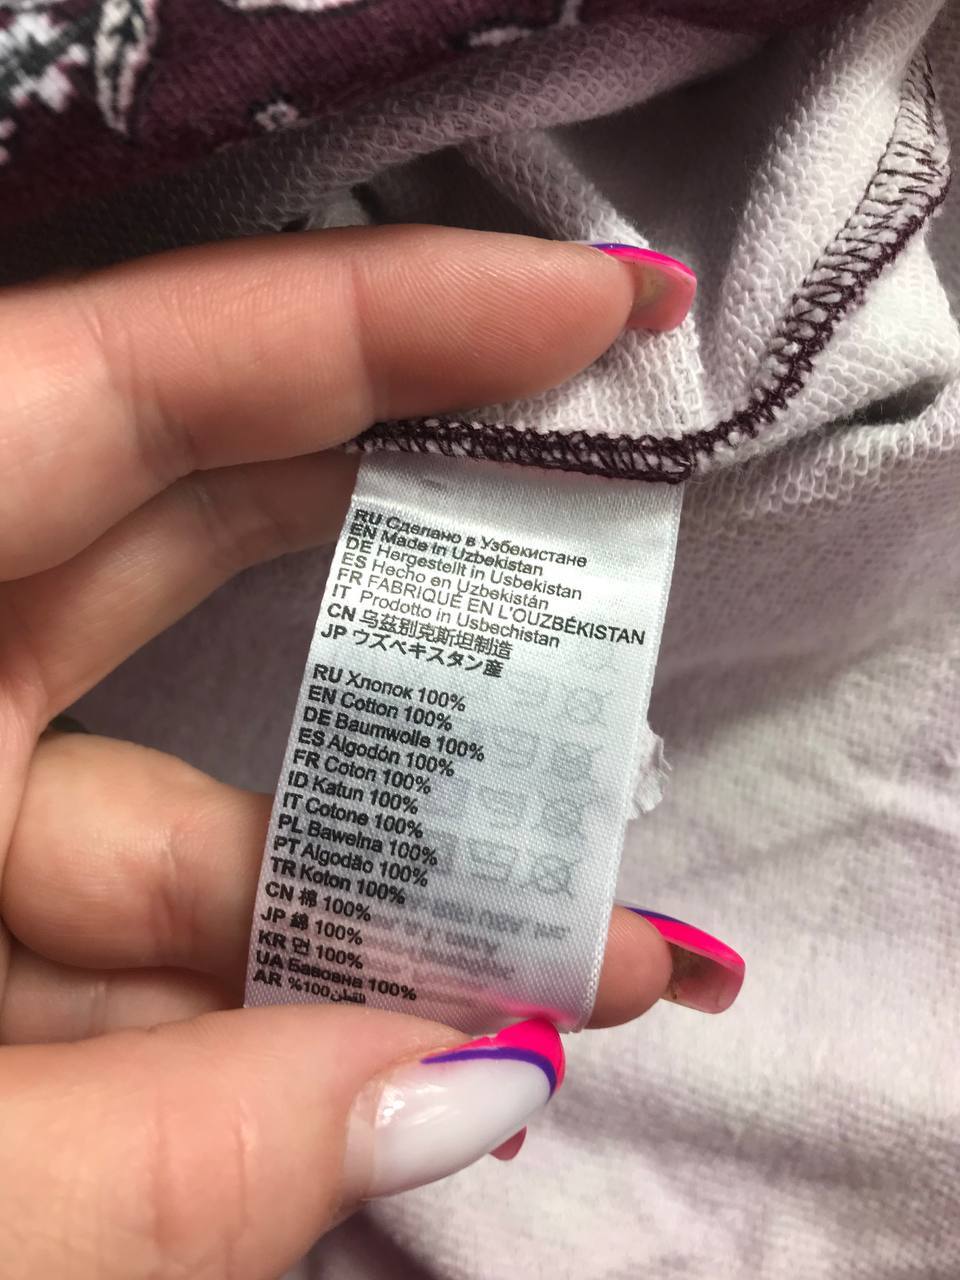 RU Сделано в Узбекистане
EN Made in Uzbekistan
DE Hergestellt in Usbekistan
ES Hecho en Uzbekistán
FR FABRIQUÉ EN L'OUZBÉKISTAN
IT Prodotto in Usbechistan
CN 乌兹别克斯坦制造
JP ウズベキスタン産
RU Хлопок 100%
EN Cotton 100%
DE Baumwolle 100%
ES Algodón 100%
FR Coton 100%
ID Katun 100%
IT Cotone 100%
PL Bawelna 100%
PT Algodão 100%
TR Koton 100%
CN 棉 100%
JP 綿 100%
KR 면 100%
UA Бавовна 100%
AR %100 القطن